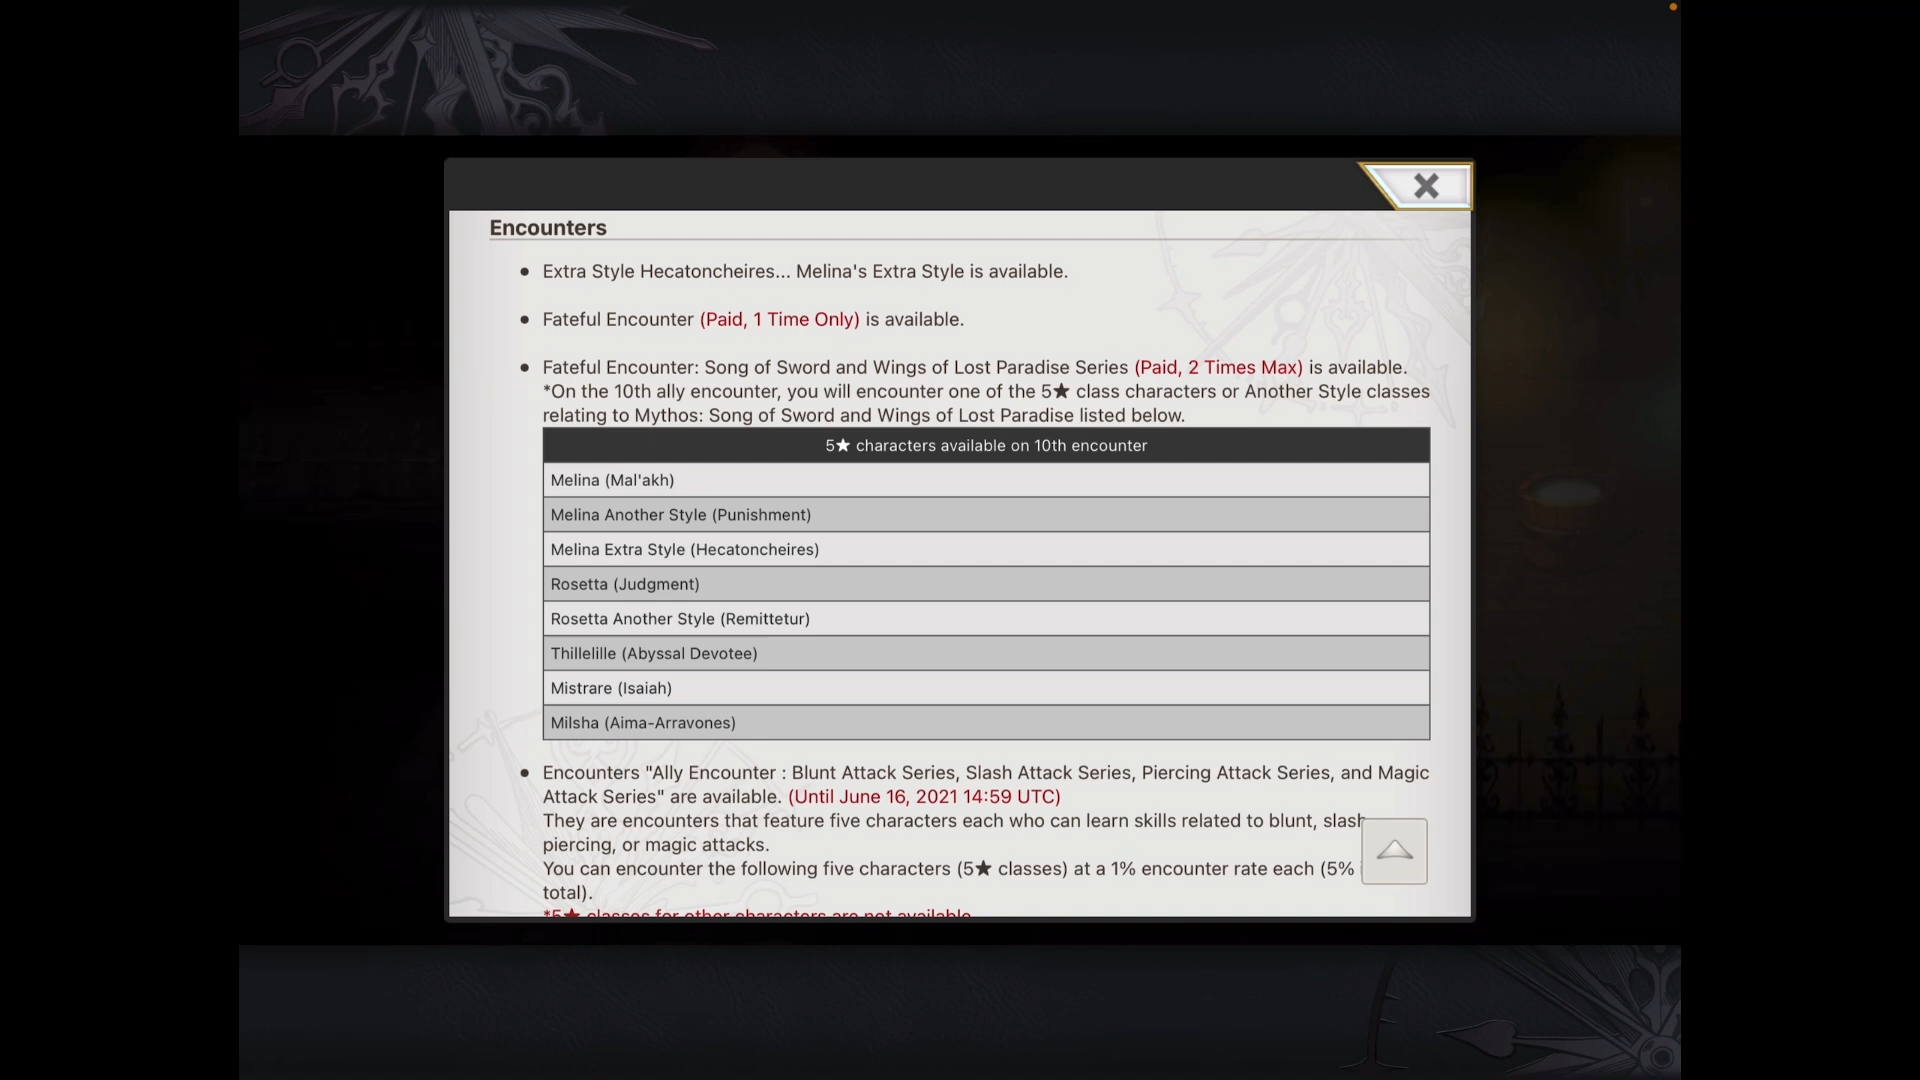 Encounters
Extra Style Hecatoncheires... Melina's Extra Style is available.
Fateful Encounter (Paid, 1 Time Only) is available.
Fateful Encounter: Song of Sword and Wings of Lost Paradise Series (Paid, 2 Times Max) is available.
*On the 10th ally encounter, you will encounter one of the 5★ class characters or Another Style classes
relating to Mythos: Song of Sword and Wings of Lost Paradise listed below.
5★ characters available on 10th encounter
Melina (Mal'akh)
Melina Another Style (Punishment)
Melina Extra Style (Hecatoncheires)
Rosetta (Judgment)
Rosetta Another Style (Remittetur)
Thillelille (Abyssal Devotee)
Mistrare (Isaiah)
Milsha (Aima-Arravones)
Encounters "Ally Encounter : Blunt Attack Series, Slash Attack Series, Piercing Attack Series, and Magic
Attack Series" are available. (Until June 16, 2021 14:59 UTC)
They are encounters that feature five characters each who can learn skills related to blunt, slash
piercing, or magic attacks.
You can encounter the following five characters (5★ classes) at a 1% encounter rate each (5%
total).
*5★ classes for other characters are not available